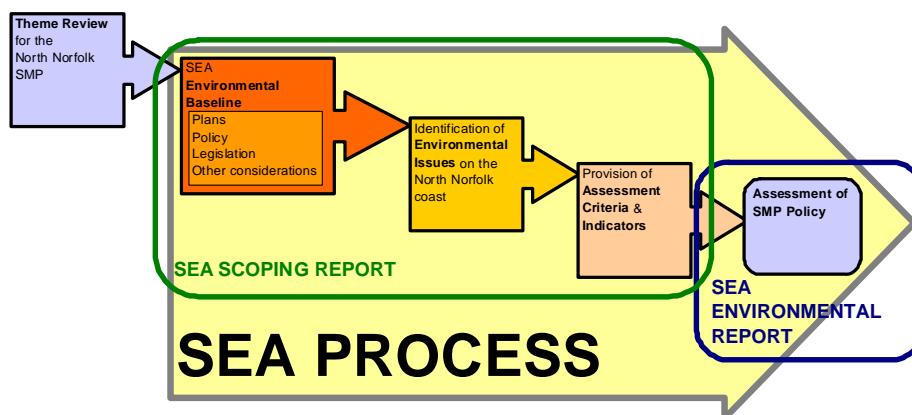 Theme Review
for the
North Norfolk
SMP
SEA
Environmental
Baseline
Plans
Policy
Legislation
Other considerations
Identification of
Environmental
Issues on the
North Norfolk
coast
Provision of
Assessment
Criteria &
Indicators
Assessment of
SMP Policy
SEA SCOPING REPORT
SEA
ENVIRONMENTAL
REPORT
SEA PROCESS